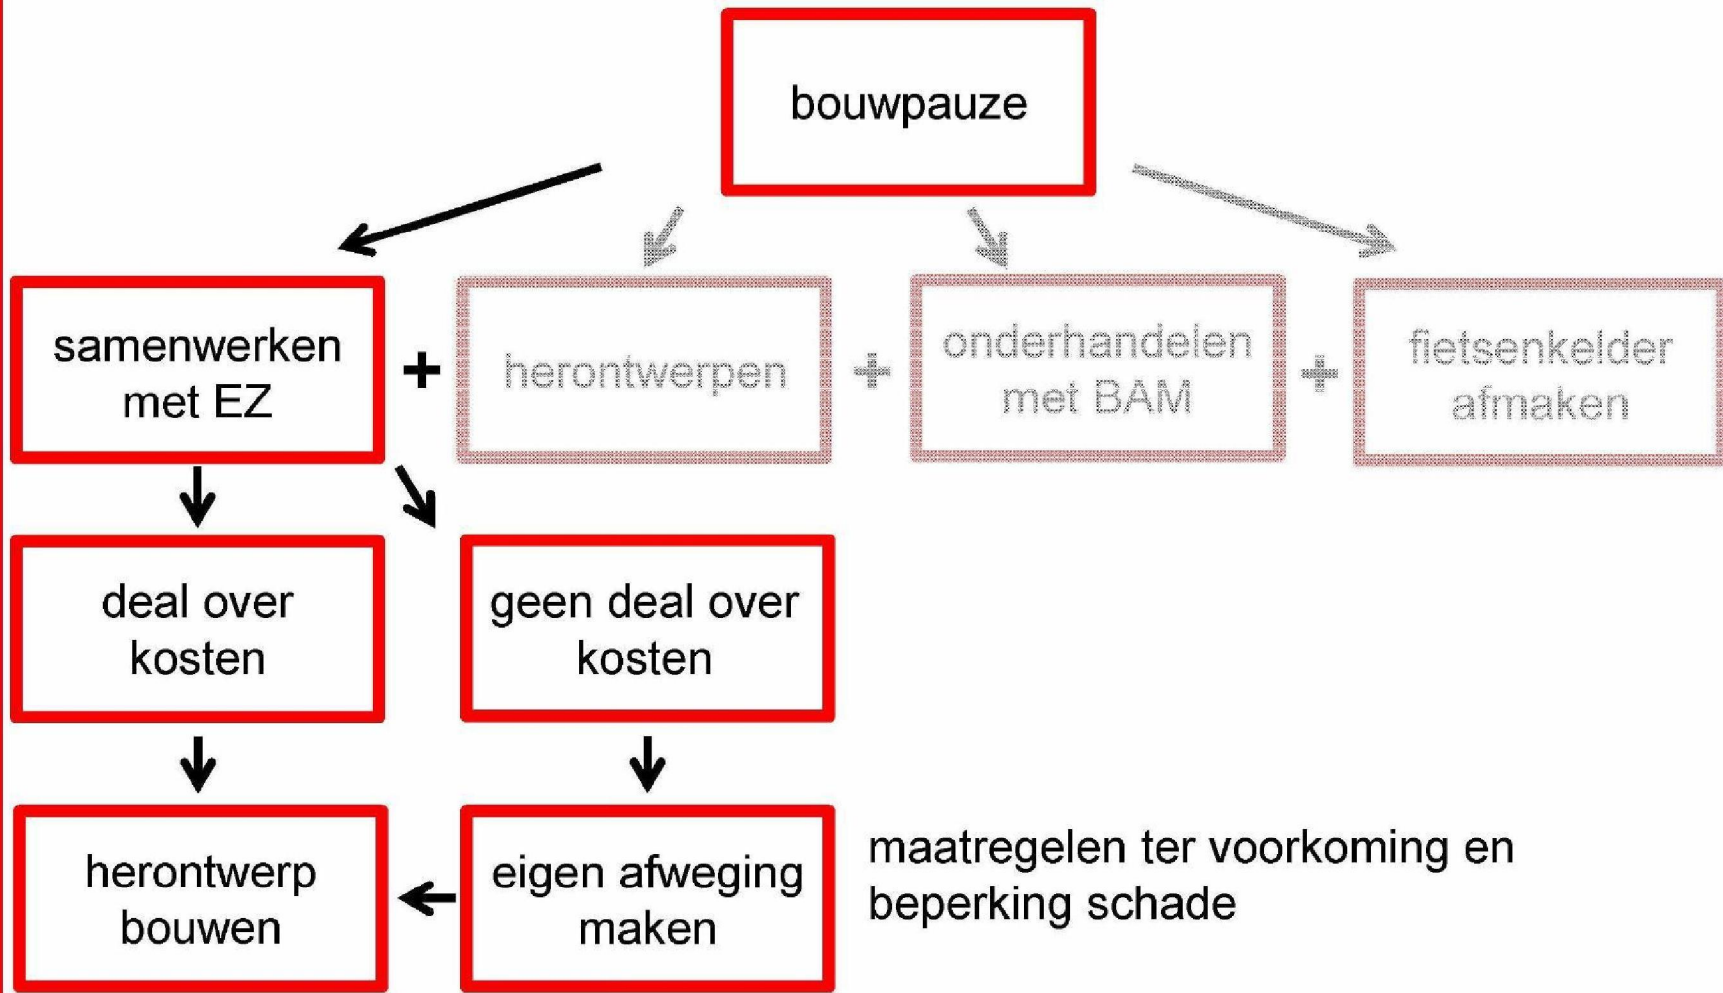 bouwpauze
samenwerken
met EZ
+
herontwerpen
+
onderhandelen
met BAM
+
fietsenkelder
afmaken
deal over
kosten
geen deal over
kosten
herontwerp
bouwen
eigen afweging
maken
maatregelen ter voorkoming en
beperking schade